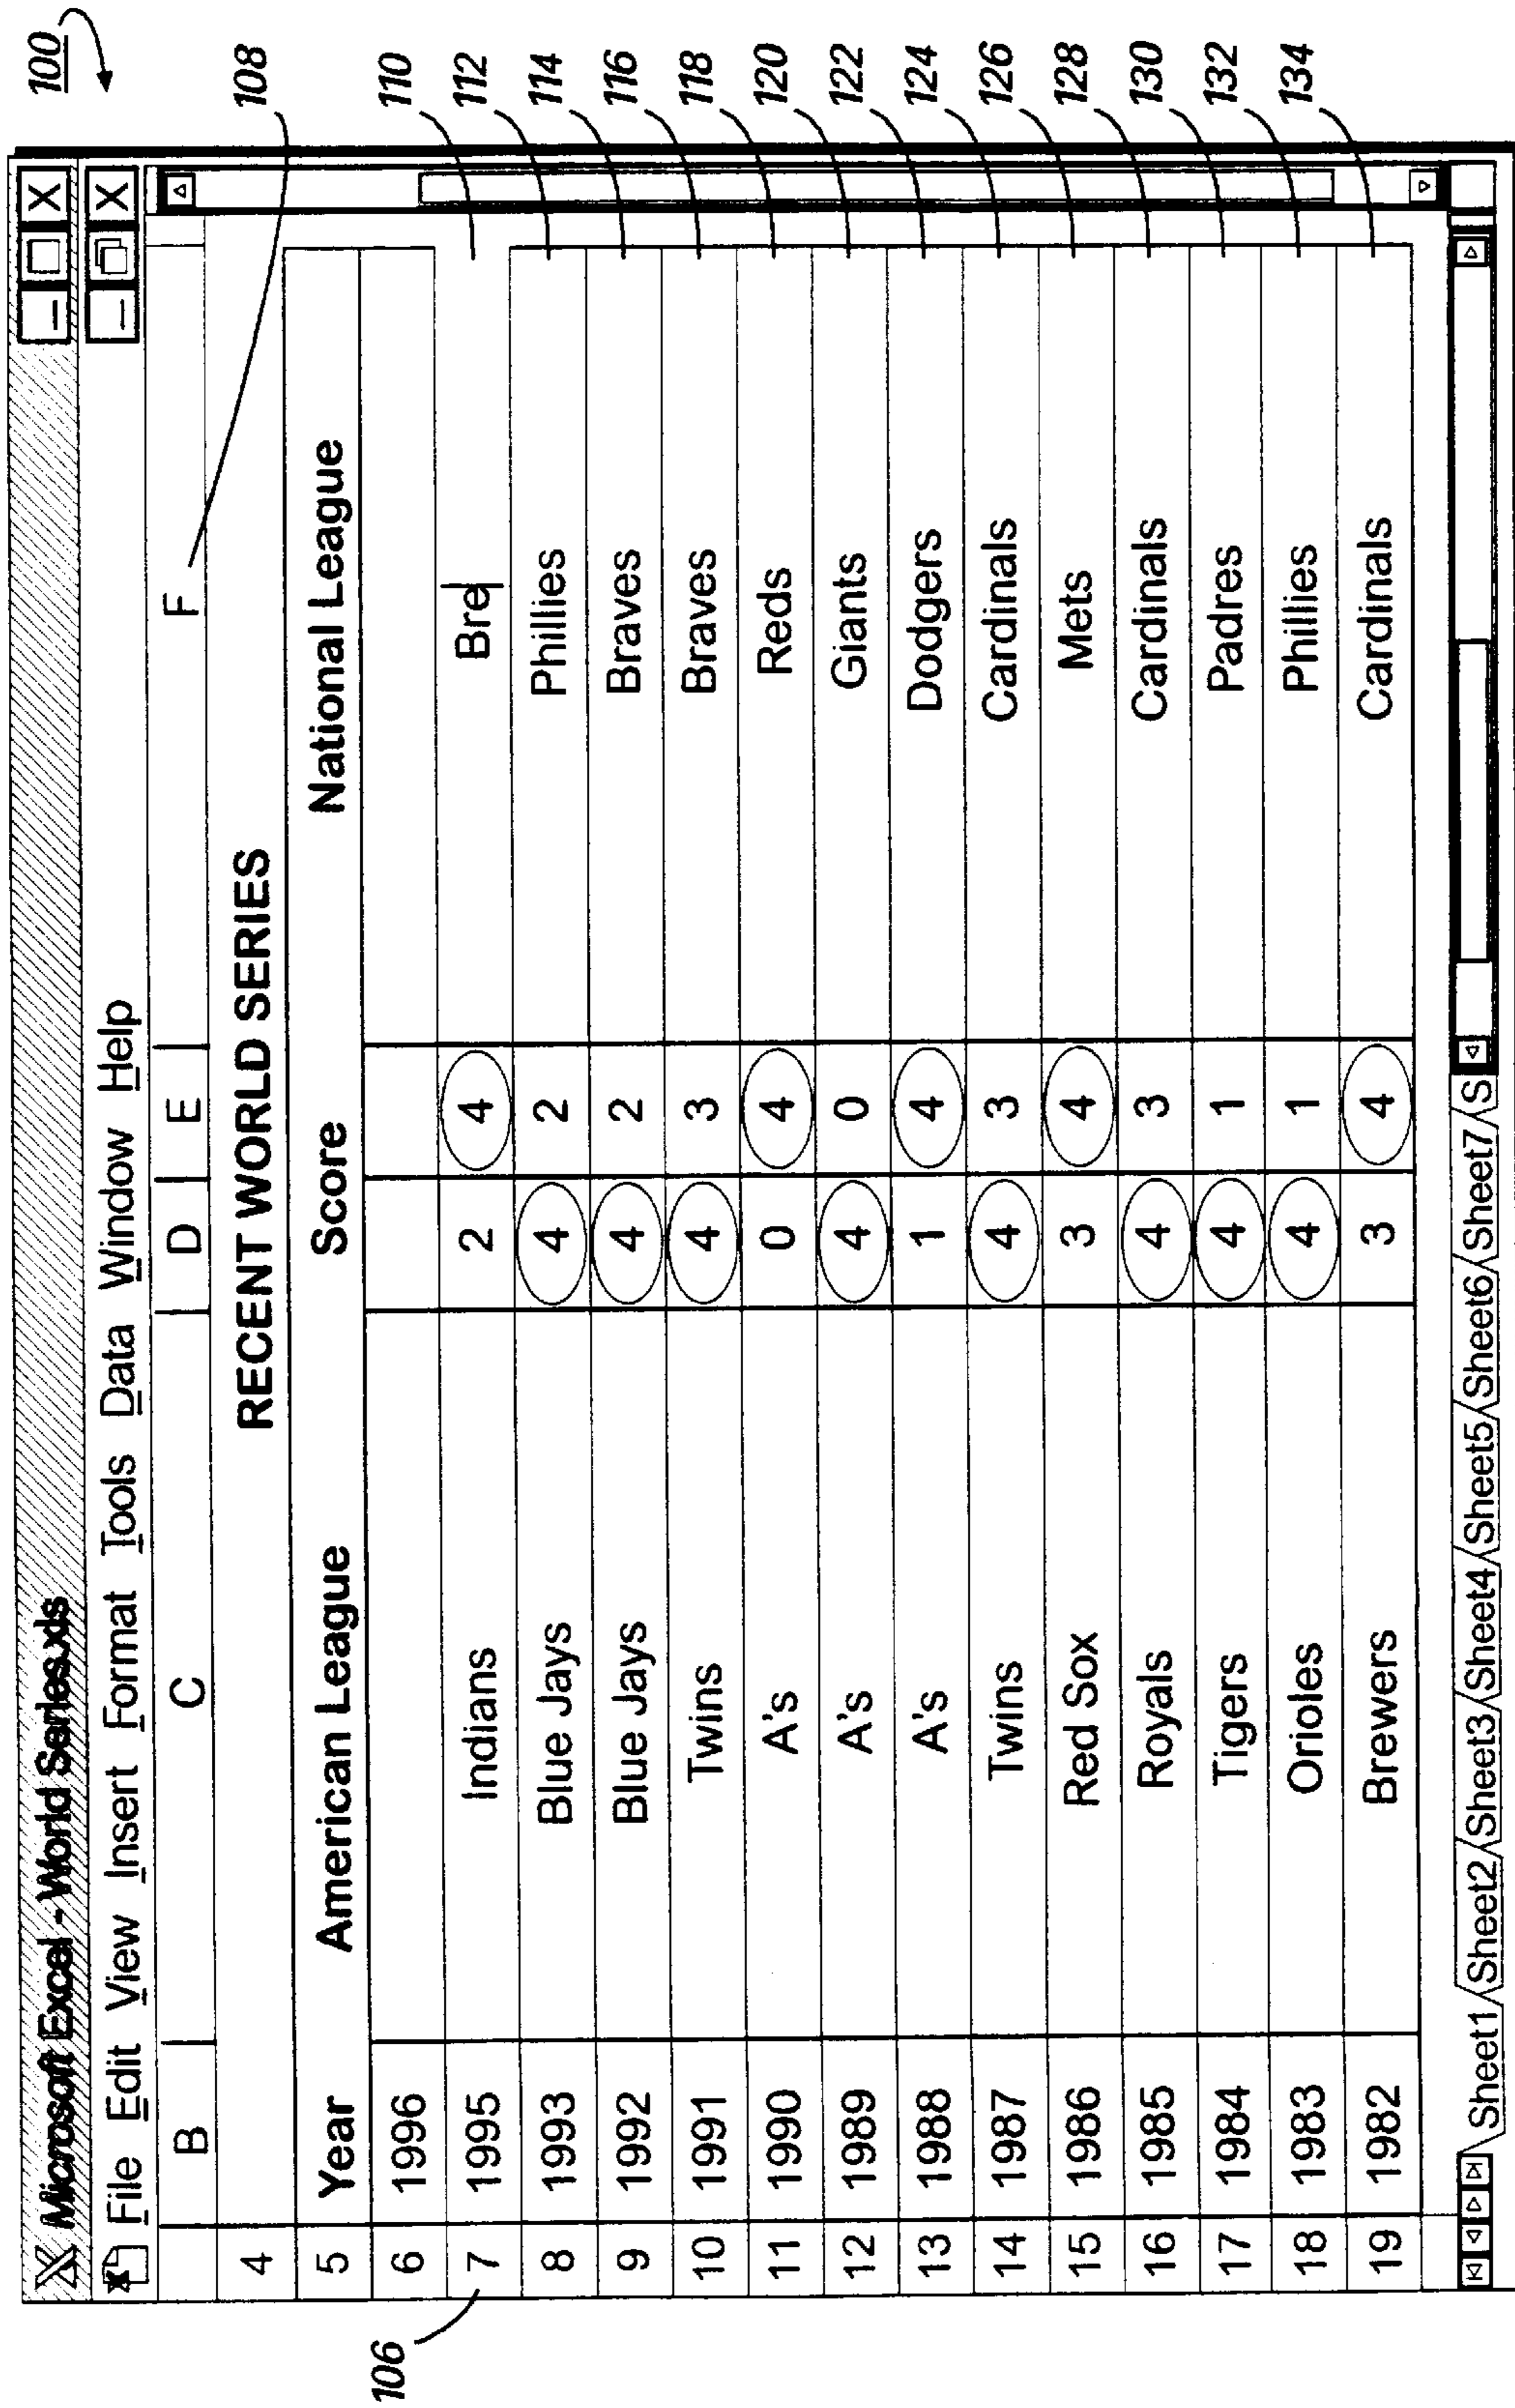 100
Microsoft Excel - World Series.xls
File Edit View Insert Format Tools Data Window Help
B C D E F
108
4 RECENT WORLD SERIES
5 Year American League Score National League
6 1996
106
7 1995 Indians 2 4 Bre 110
8 1993 Blue Jays 4 2 Phillies 112
9 1992 Blue Jays 4 2 Braves 114
10 1991 Twins 4 3 Braves 116
11 1990 A's 0 4 Reds 118
12 1989 A's 4 0 Giants 120
13 1988 A's 1 4 Dodgers 122
14 1987 Twins 4 3 Cardinals 124
15 1986 Red Sox 3 4 Mets 126
16 1985 Royals 4 3 Cardinals 128
17 1984 Tigers 4 1 Padres 130
18 1983 Orioles 4 1 Phillies 132
19 1982 Brewers 3 4 Cardinals 134
Sheet1 Sheet2 Sheet3 Sheet4 Sheet5 Sheet6 Sheet7 S